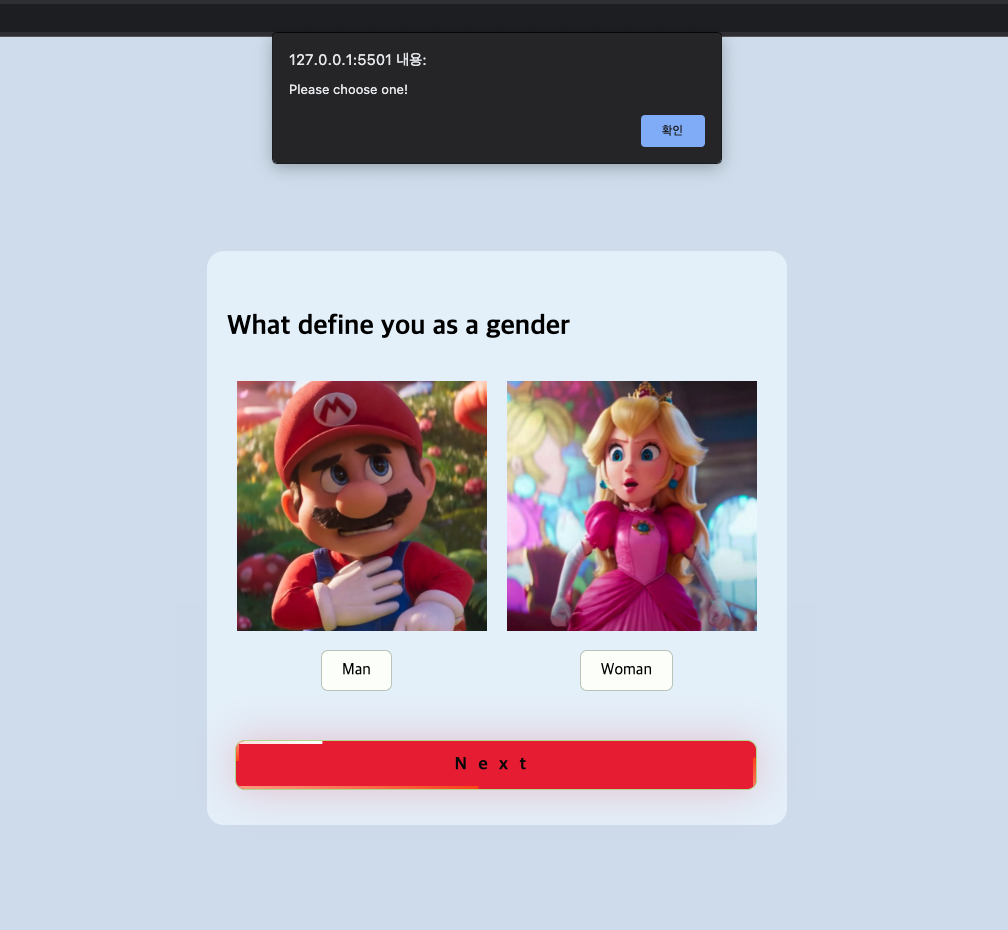 127.0.0.1:5501 내용:
Please choose one!
확인
What define you as a gender
M
Man
Woman
Next